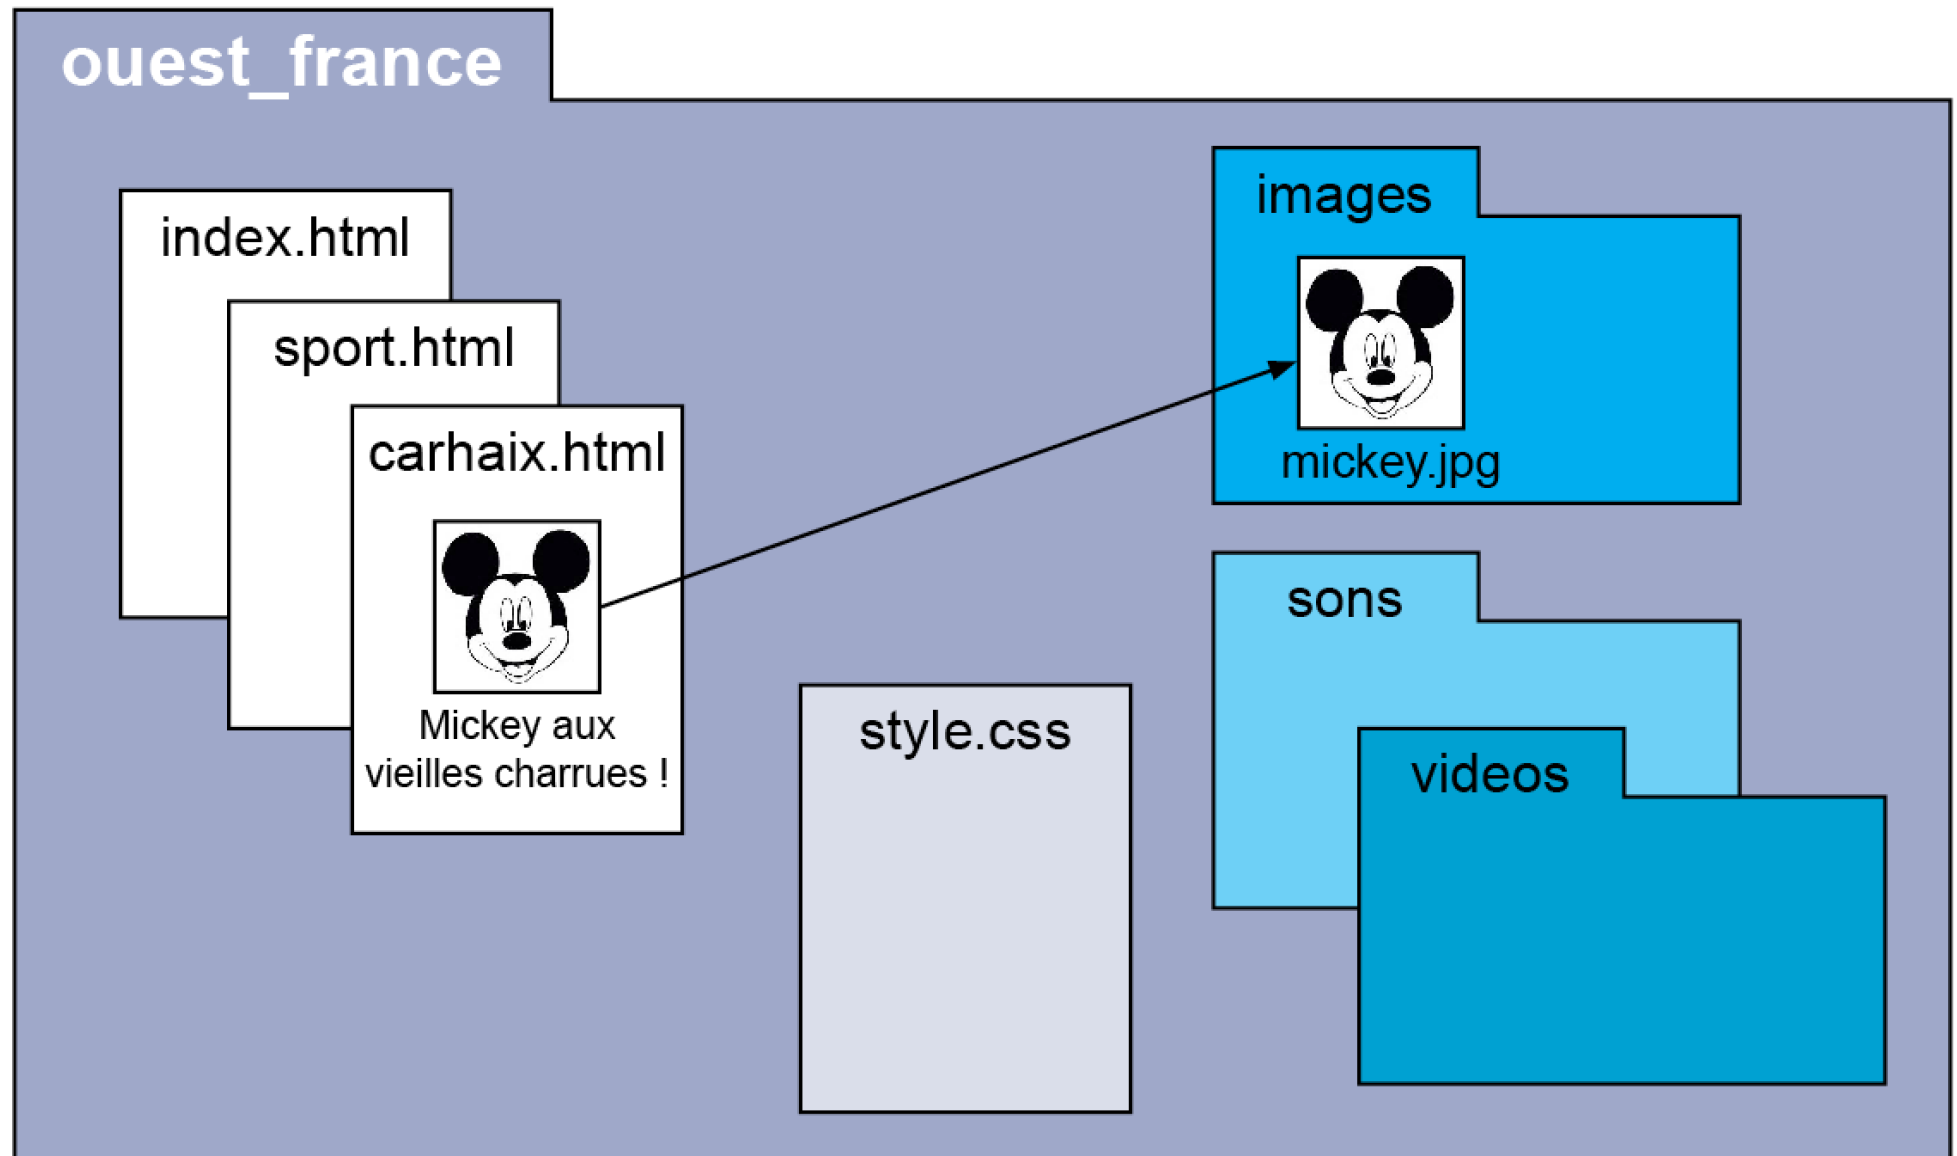 ouest_france
index.html
sport.html
carhaix.html
Mickey aux
vieilles charrues !
style.css
images
mickey.jpg
sons
videos